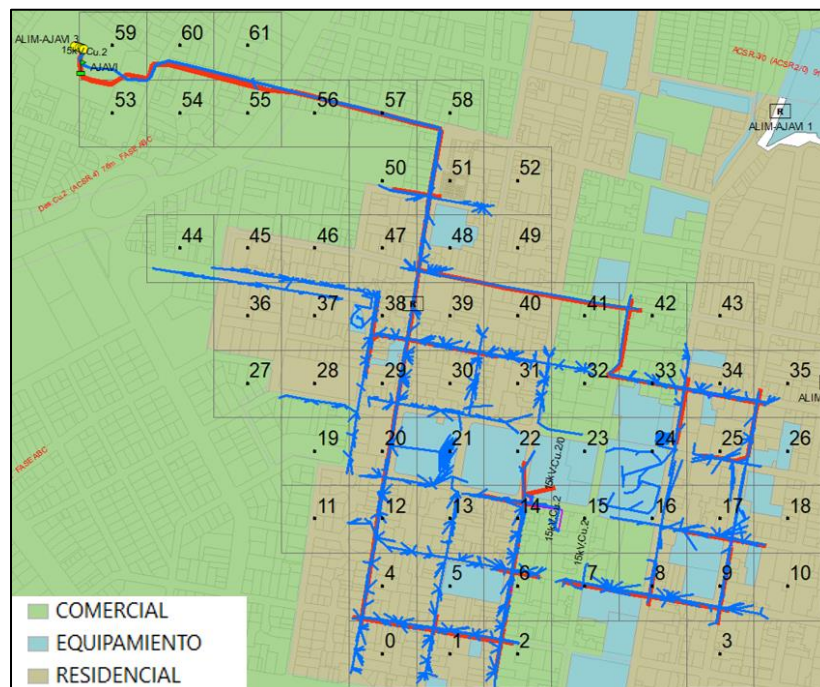 59 60 61
ALIM-AJAVI 3
15kV.Cu.2
AJAVI
53 54 55 56 57 58
ALIM-AJAVI 1
R
50 51 52
44 45 46 47 48 49
36 37 38 39 40 41 42 43
R
27 28 29 30 31 32 33 34 35
ALIM
19 20 21 22 23 24 25 26
15kV.Cu.2/0
FASE ABC
11 12 13 14 15 16 17 18
15kV.Cu.2
15kV.Cu.2
4 5 6 7 8 9 10
0 1 2 3
COMERCIAL
EQUIPAMIENTO
RESIDENCIAL